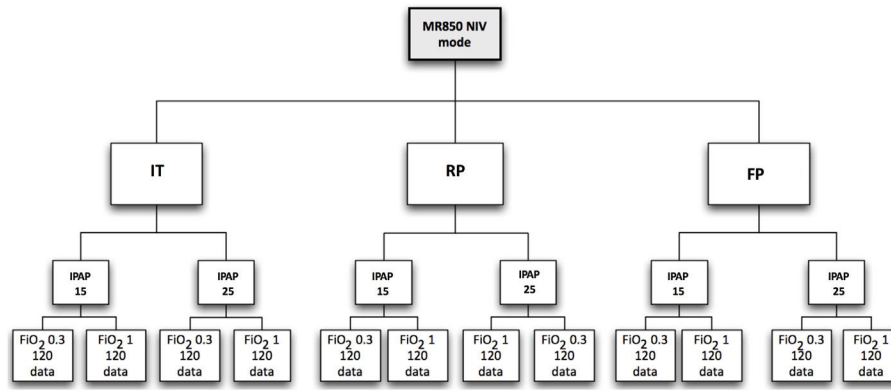 MR850 NIV
mode
IT
RP
FP
IPAP
15
IPAP
25
IPAP
15
IPAP
25
IPAP
15
IPAP
25
FiO2 0.3
120
data
FiO2 1
120
data
FiO2 0.3
120
data
FiO2 1
120
data
FiO2 0.3
120
data
FiO2 1
120
data
FiO2 1
120
data
FiO2 0.3
120
data
FiO2 0.3
120
data
FiO2 1
120
data
FiO2 0.3
120
data
FiO2 1
120
data